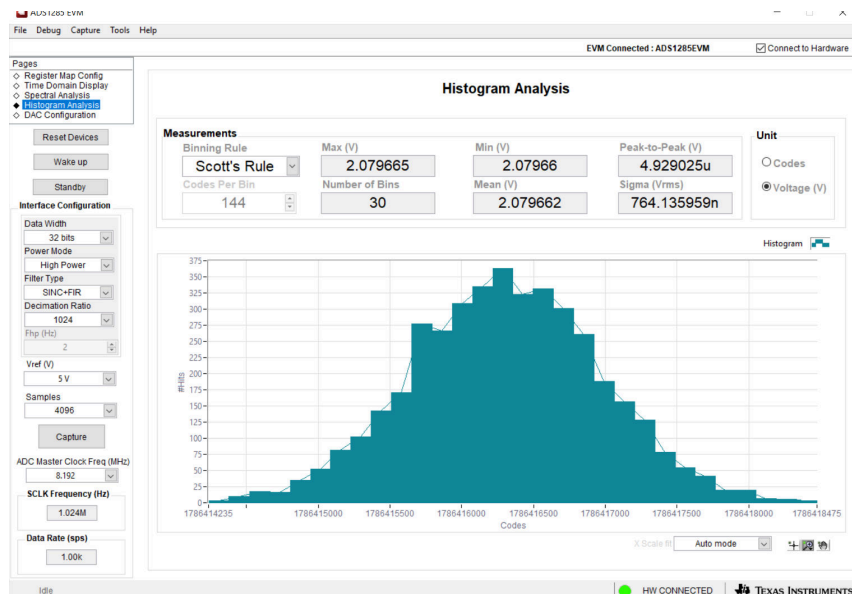 ADS1285 EVM
File Debug Capture Tools Help
EVM Connected : ADS1285EVM
Connect to Hardware
Pages
Register Map Config
Time Domain Display
Spectral Analysis
Histogram Analysis
DAC Configuration
Reset Devices
Wake up
Standby
Interface Configuration
Data Width
32 bits
Power Mode
High Power
Filter Type
SINC+FIR
Decimation Ratio
1024
Fhp (Hz)
2
Vref (V)
5 V
Samples
4096
Capture
ADC Master Clock Freq (MHz)
8.192
SCLK Frequency (Hz)
1.024M
Data Rate (sps)
1.00k
Histogram Analysis
Measurements
Binning Rule Max (V) Min (V) Peak-to-Peak (V)
Scott's Rule 2.079665 2.07966 4.929025u
Codes Per Bin Number of Bins Mean (V) Sigma (Vrms)
144 30 2.079662 764.135959n
Unit
Codes
Voltage (V)
Histogram
375
350
325
300
275
250
225
200
175
150
125
100
75
50
25
0
#Hits
1786414235 1786415000 1786415500 1786416000 1786416500 1786417000 1786417500 1786418000 1786418475
Codes
X Scale fit Auto mode
Idle HW CONNECTED TEXAS INSTRUMENTS